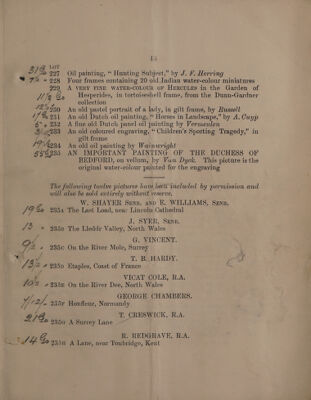 13
LOT
227 Oil painting, “ Hunting Subject,” by J. F. Herring
228 Four frames containing 20 old Indian water-colour miniatures
229 A VERY FINE WATER-COLOUR OF HERCULES in the Garden of
Hesperides, in tortoiseshell frame, from the Dunn-Gardner
collection
230 An old pastel portrait of a lady, in gilt frame, by Russell
231 An old Dutch oil painting, “ Horses in Landscape,” by A. Cuyp
232 A fine old Dutch panel oil painting by Vermeulen
233 An old coloured engraving, “ Children's Sporting Tragedy,” in
gilt frame
234 An old oil painting by Wainwright
235 AN IMPORTANT PAINTING OF THE DUCHESS OF
BEDFORD, on vellum, by Van Dyck. This picture is the
original water-colour painted for the engraving
The following twelve pictures have been included by permission and
will also be sold entirely without reserve.
W. SHAYER SENR. AND E. WILLIAMS, SENR.
235A The Last Load, near Lincoln Cathedral
J. SYER, SENR.
13 235B The Lleddr Valley, North Wales
G. VINCENT.
235C On the River Mole, Surrey
T. B. HARDY.
235D Etaples, Coast of France
VICAT COLE, R.A.
235E On the River Dee, North Wales
GEORGE CHAMBERS.
235F Honfleur, Normandy
T. CRESWICK, R.A.
235G A Surrey Lane
R. REDGRAVE, R.A.
235H A Lane, near Tonbridge, Kent